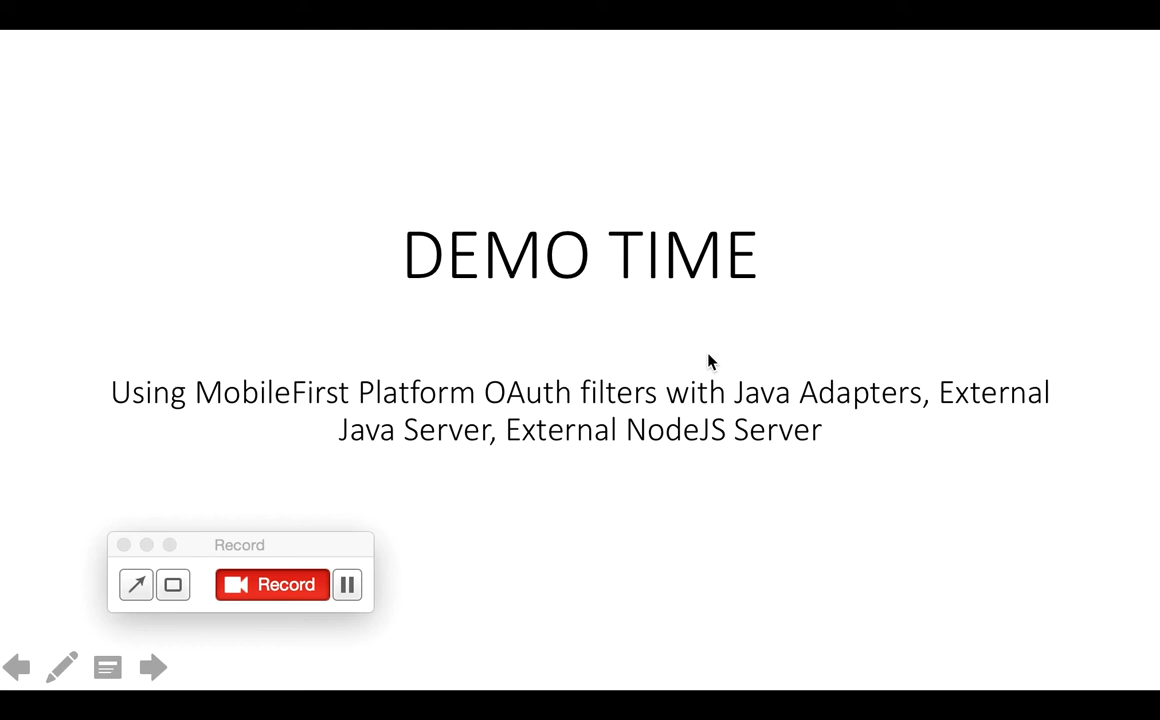 DEMO TIME
Using MobileFirst Platform OAuth filters with Java Adapters, External
Java Server, External NodeJS Server
Record
Record